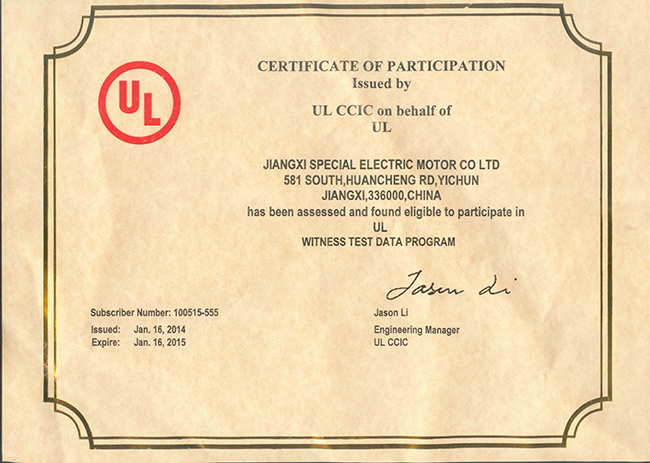 UL
CERTIFICATE OF PARTICIPATION
Issued by
UL CCIC on behalf of
UL
JIANGXI SPECIAL ELECTRIC MOTOR CO LTD
581 SOUTH,HUANCHENG RD,YICHUN
JIANGXI,336000,CHINA
has been assessed and found eligible to participate in
UL
WITNESS TEST DATA PROGRAM
Jason Li
Subscriber Number: 100515-555
Issued: Jan. 16, 2014
Expire: Jan. 16, 2015
Jason Li
Engineering Manager
UL CCIC